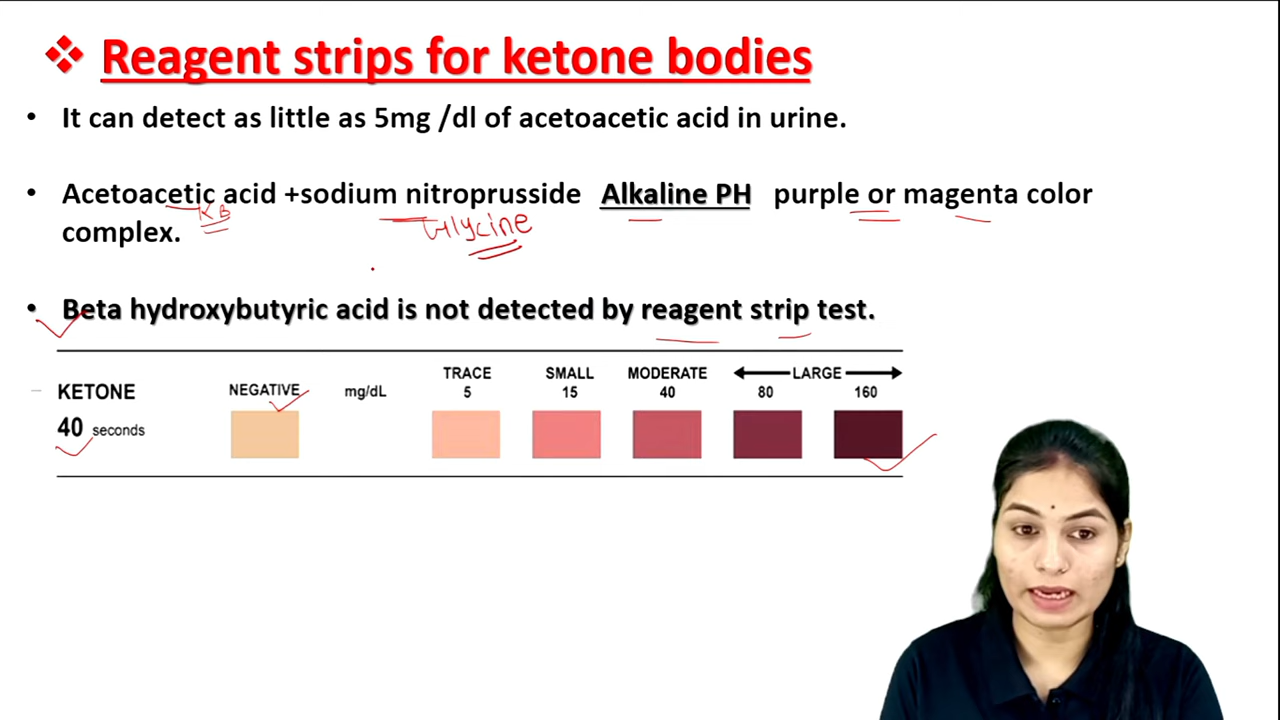 ❖ Reagent strips for ketone bodies
• It can detect as little as 5mg /dl of acetoacetic acid in urine.
• Acetoacetic acid +sodium nitroprusside Alkaline PH purple or magenta color
KB
Glycine
complex.
• Beta hydroxybutyric acid is not detected by reagent strip test.
TRACE SMALL MODERATE LARGE
KETONE NEGATIVE mg/dL 5 15 40 80 160
40 seconds